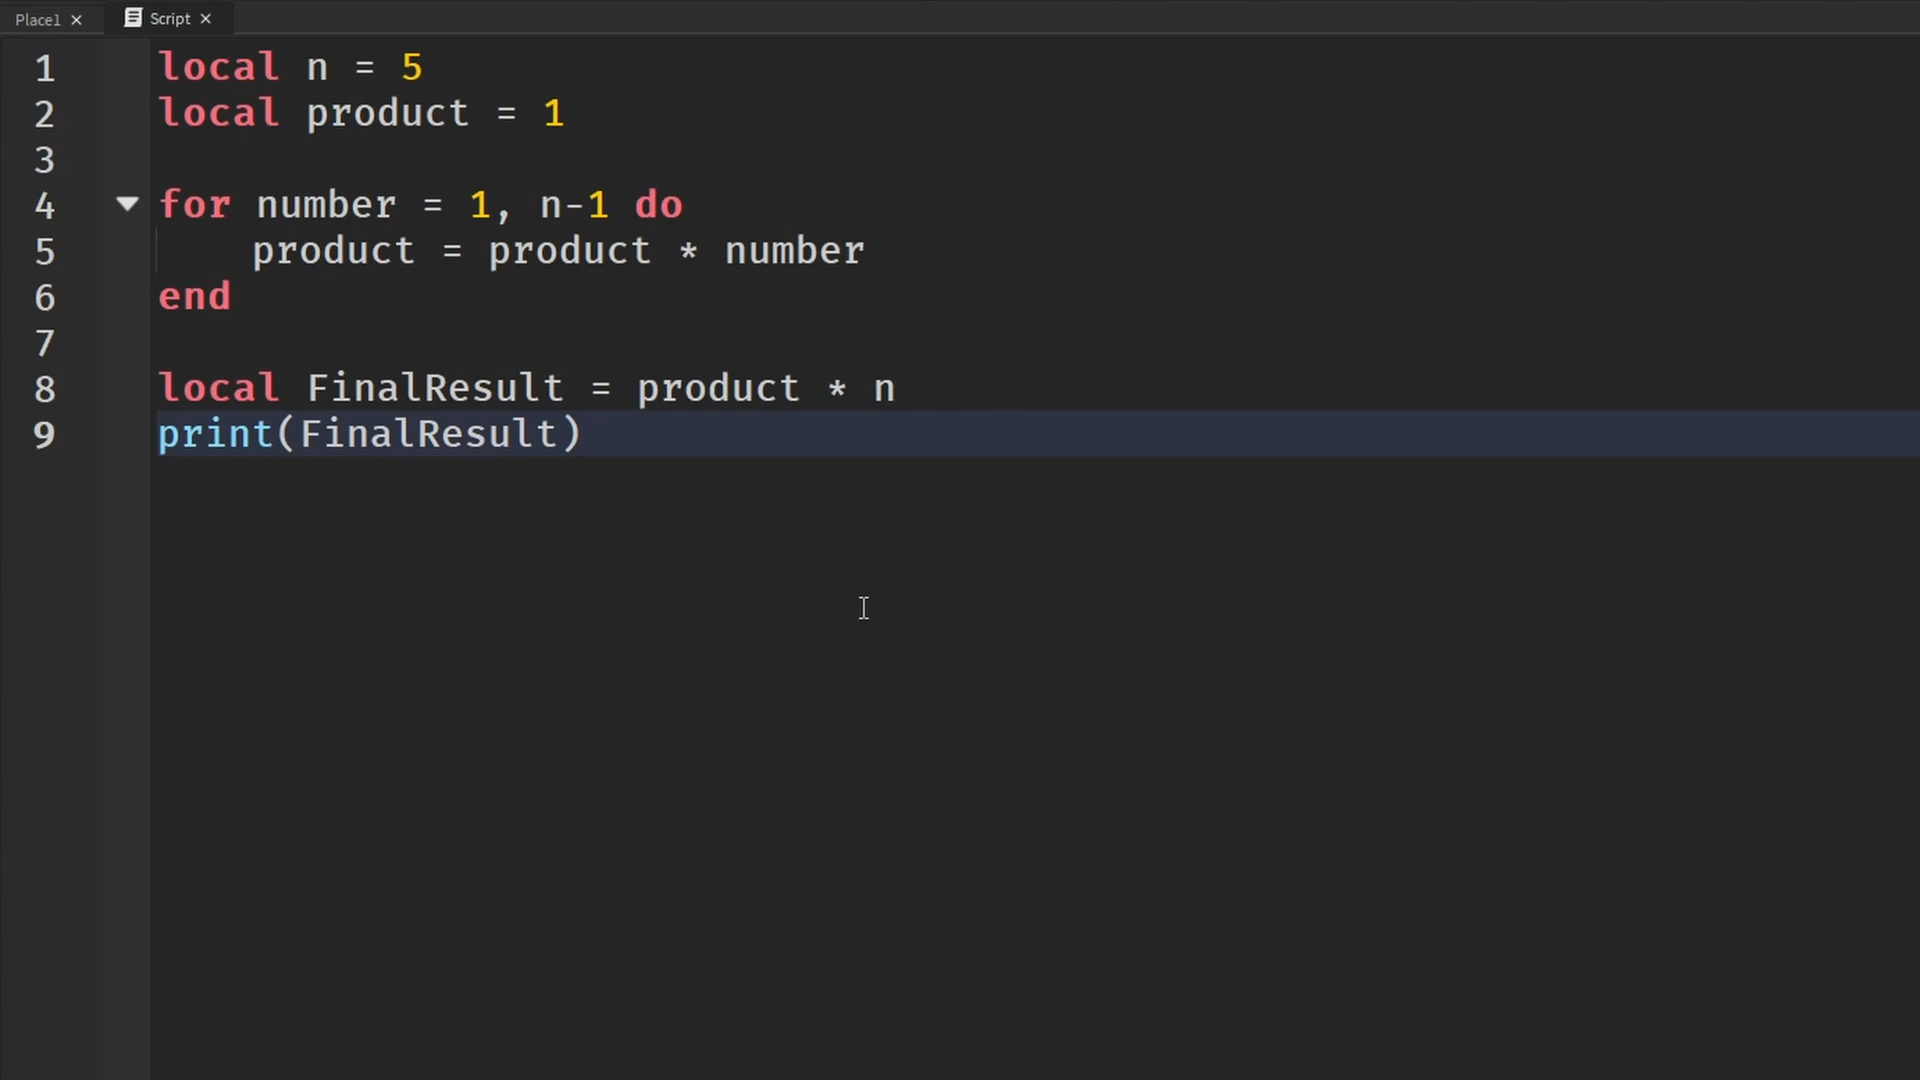 Place1 × Script ×
1 local n = 5
2 local product = 1
3
4 for number = 1, n-1 do
5 product = product * number
6 end
7
8 local FinalResult = product * n
9 print(FinalResult)